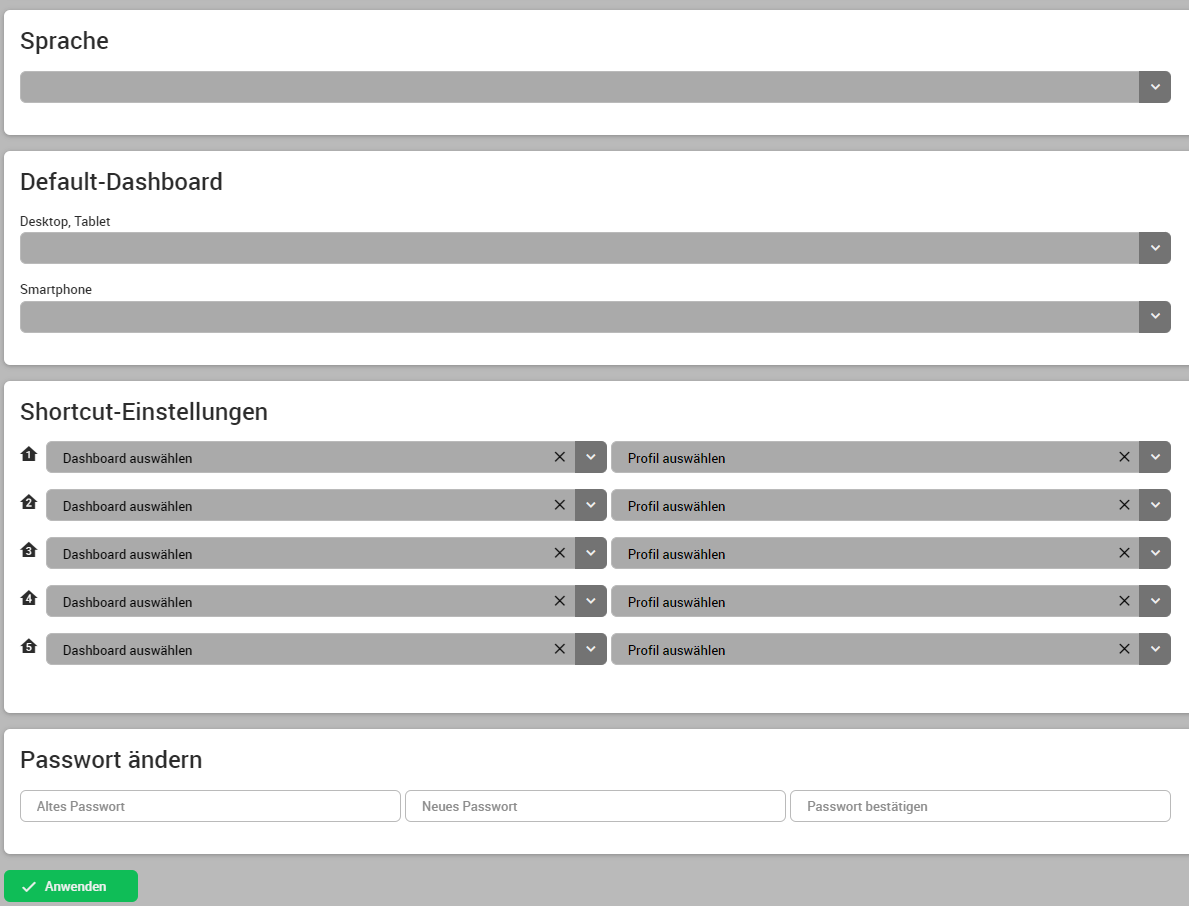 Sprache
Default-Dashboard
Desktop, Tablet
Smartphone
Shortcut-Einstellungen
1 Dashboard auswählen Profil auswählen
2 Dashboard auswählen Profil auswählen
3 Dashboard auswählen Profil auswählen
4 Dashboard auswählen Profil auswählen
5 Dashboard auswählen Profil auswählen
Passwort ändern
Altes Passwort Neues Passwort Passwort bestätigen
Anwenden